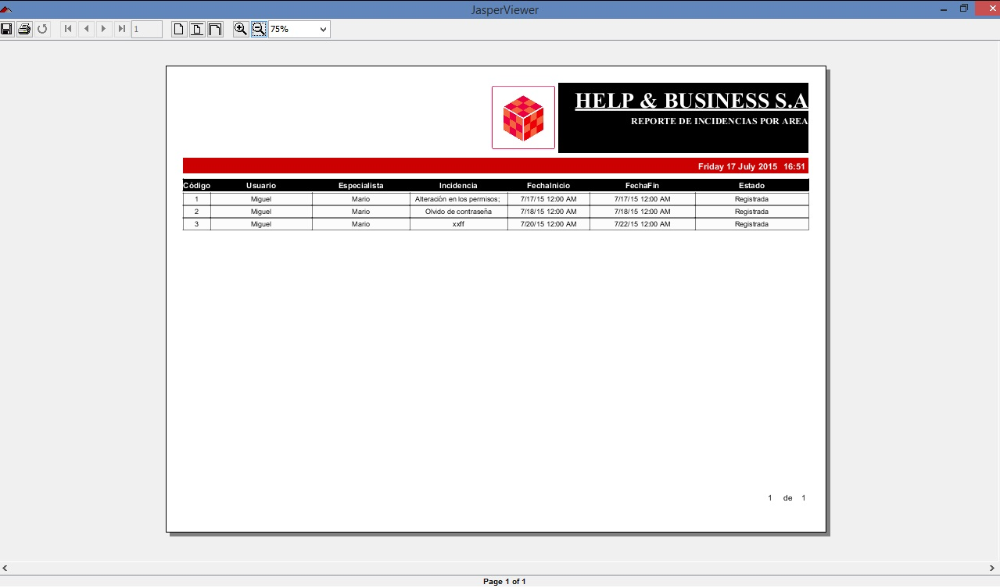 JasperViewer
1 75%
HELP & BUSINESS S.A
REPORTE DE INCIDENCIAS POR AREA
Friday 17 July 2015 16:51
Código Usuario Especialista Incidencia FechaInicio FechaFin Estado
1 Miguel Mario Alteración en los permisos; 7/17/15 12:00 AM 7/17/15 12:00 AM Registrada
2 Miguel Mario Olvido de contraseña 7/18/15 12:00 AM 7/18/15 12:00 AM Registrada
3 Miguel Mario xxff 7/20/15 12:00 AM 7/22/15 12:00 AM Registrada
1 de 1
Page 1 of 1